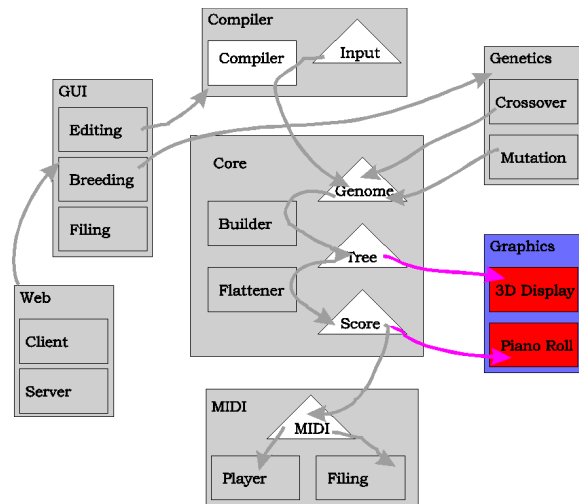 Compiler
Compiler
Input
GUI
Editing
Breeding
Filing
Genetics
Crossover
Mutation
Core
Genome
Builder
Tree
Flattener
Score
Graphics
3D Display
Piano Roll
Web
Client
Server
MIDI
MIDI
Player
Filing